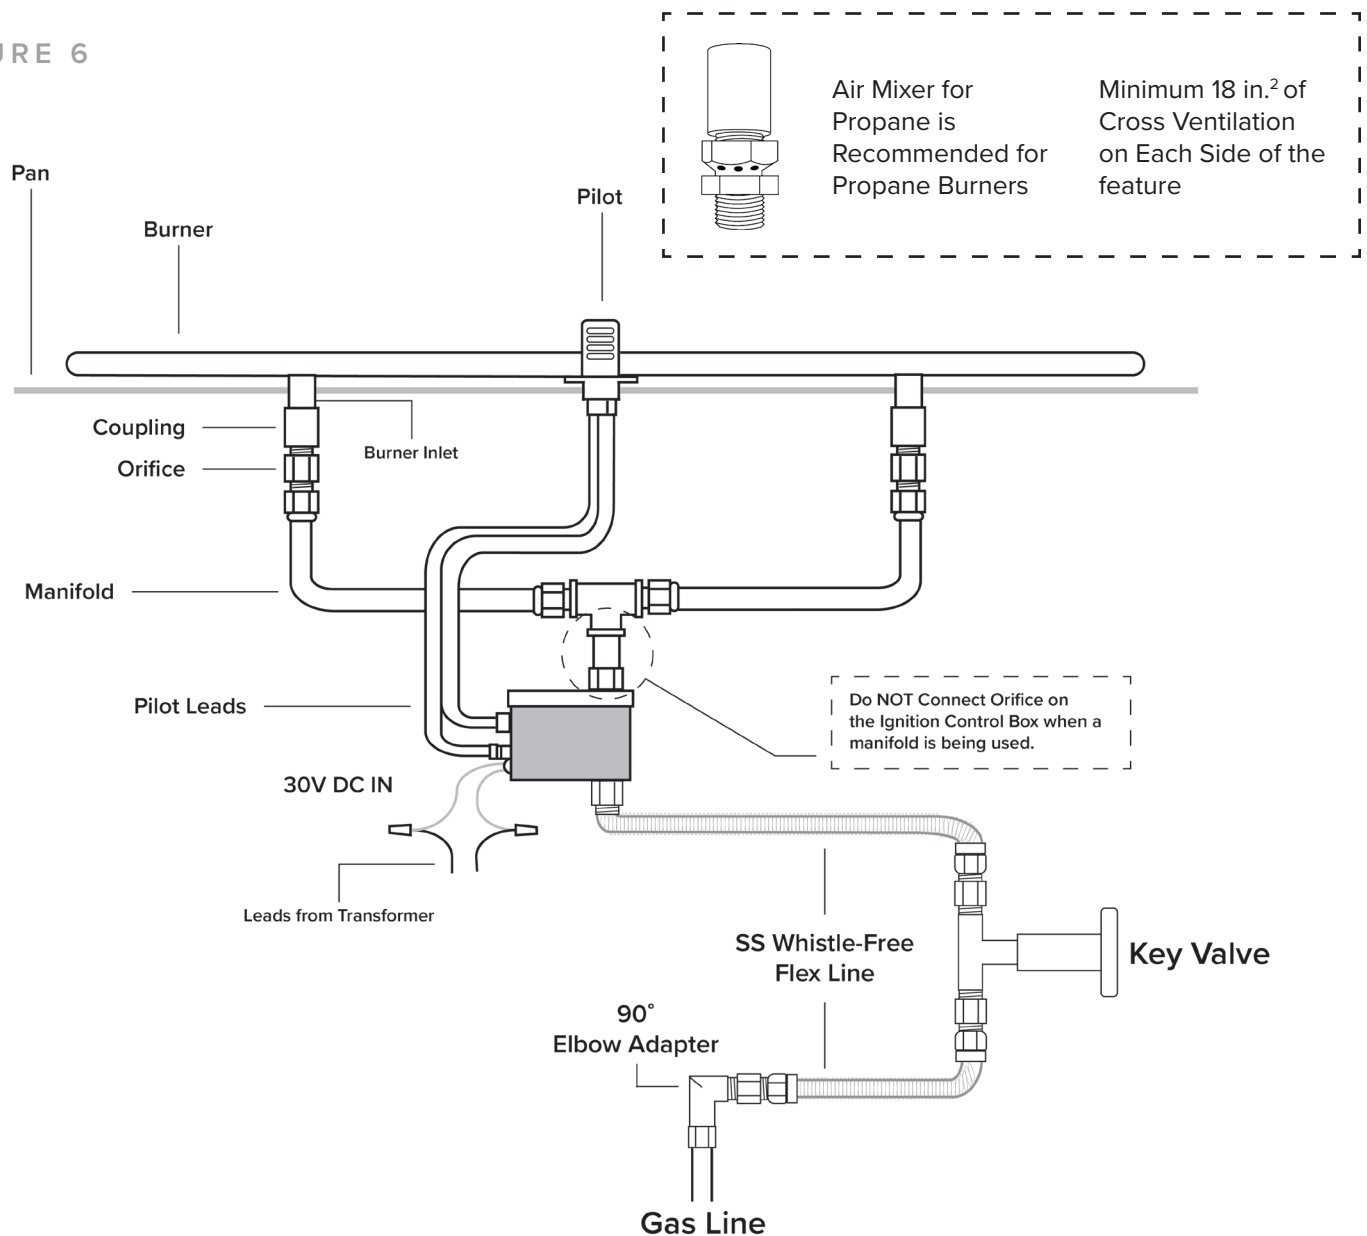 URE 6
Air Mixer for
Propane is
Recommended for
Propane Burners
Minimum 18 in.² of
Cross Ventilation
on Each Side of the
feature
Pan
Burner
Pilot
Coupling
Burner Inlet
Orifice
Manifold
Pilot Leads
Do NOT Connect Orifice on
the Ignition Control Box when a
manifold is being used.
30V DC IN
Leads from Transformer
SS Whistle-Free
Flex Line
Key Valve
90°
Elbow Adapter
Gas Line